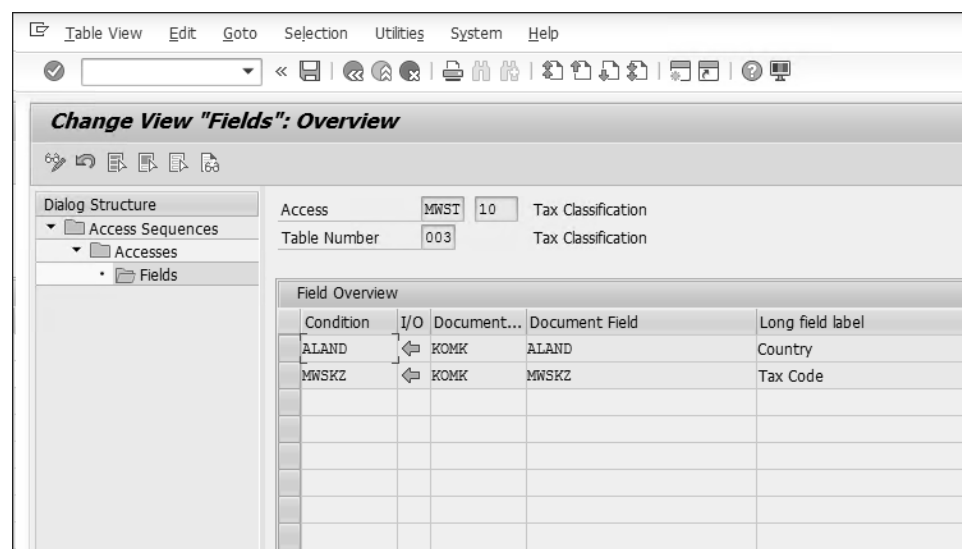 Table View Edit Goto Selection Utilities System Help
Change View "Fields": Overview
Dialog Structure
Access Sequences
Accesses
Fields
Access MWST 10 Tax Classification
Table Number 003 Tax Classification
Field Overview
Condition I/O Document... Document Field Long field label
ALAND KOMK ALAND Country
MWSKZ KOMK MWSKZ Tax Code